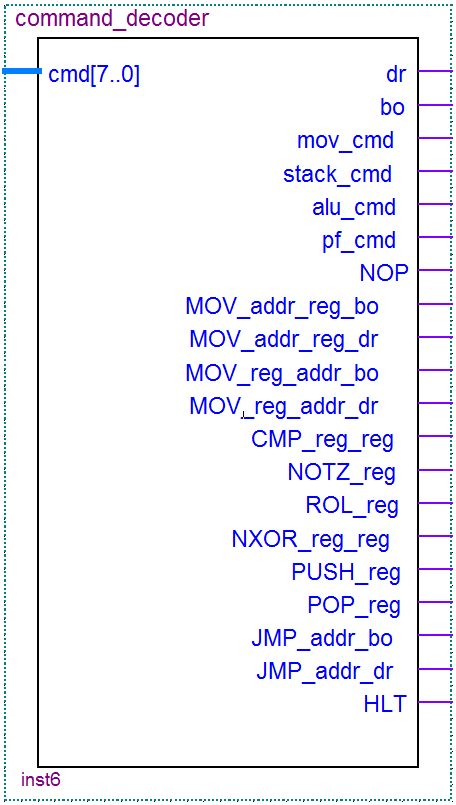 command_decoder
cmd[7..0] dr
bo
mov_cmd
stack_cmd
alu_cmd
pf_cmd
NOP
MOV_addr_reg_bo
MOV_addr_reg_dr
MOV_reg_addr_bo
MOV_reg_addr_dr
CMP_reg_reg
NOTZ_reg
ROL_reg
NXOR_reg_reg
PUSH_reg
POP_reg
JMP_addr_bo
JMP_addr_dr
HLT
inst6